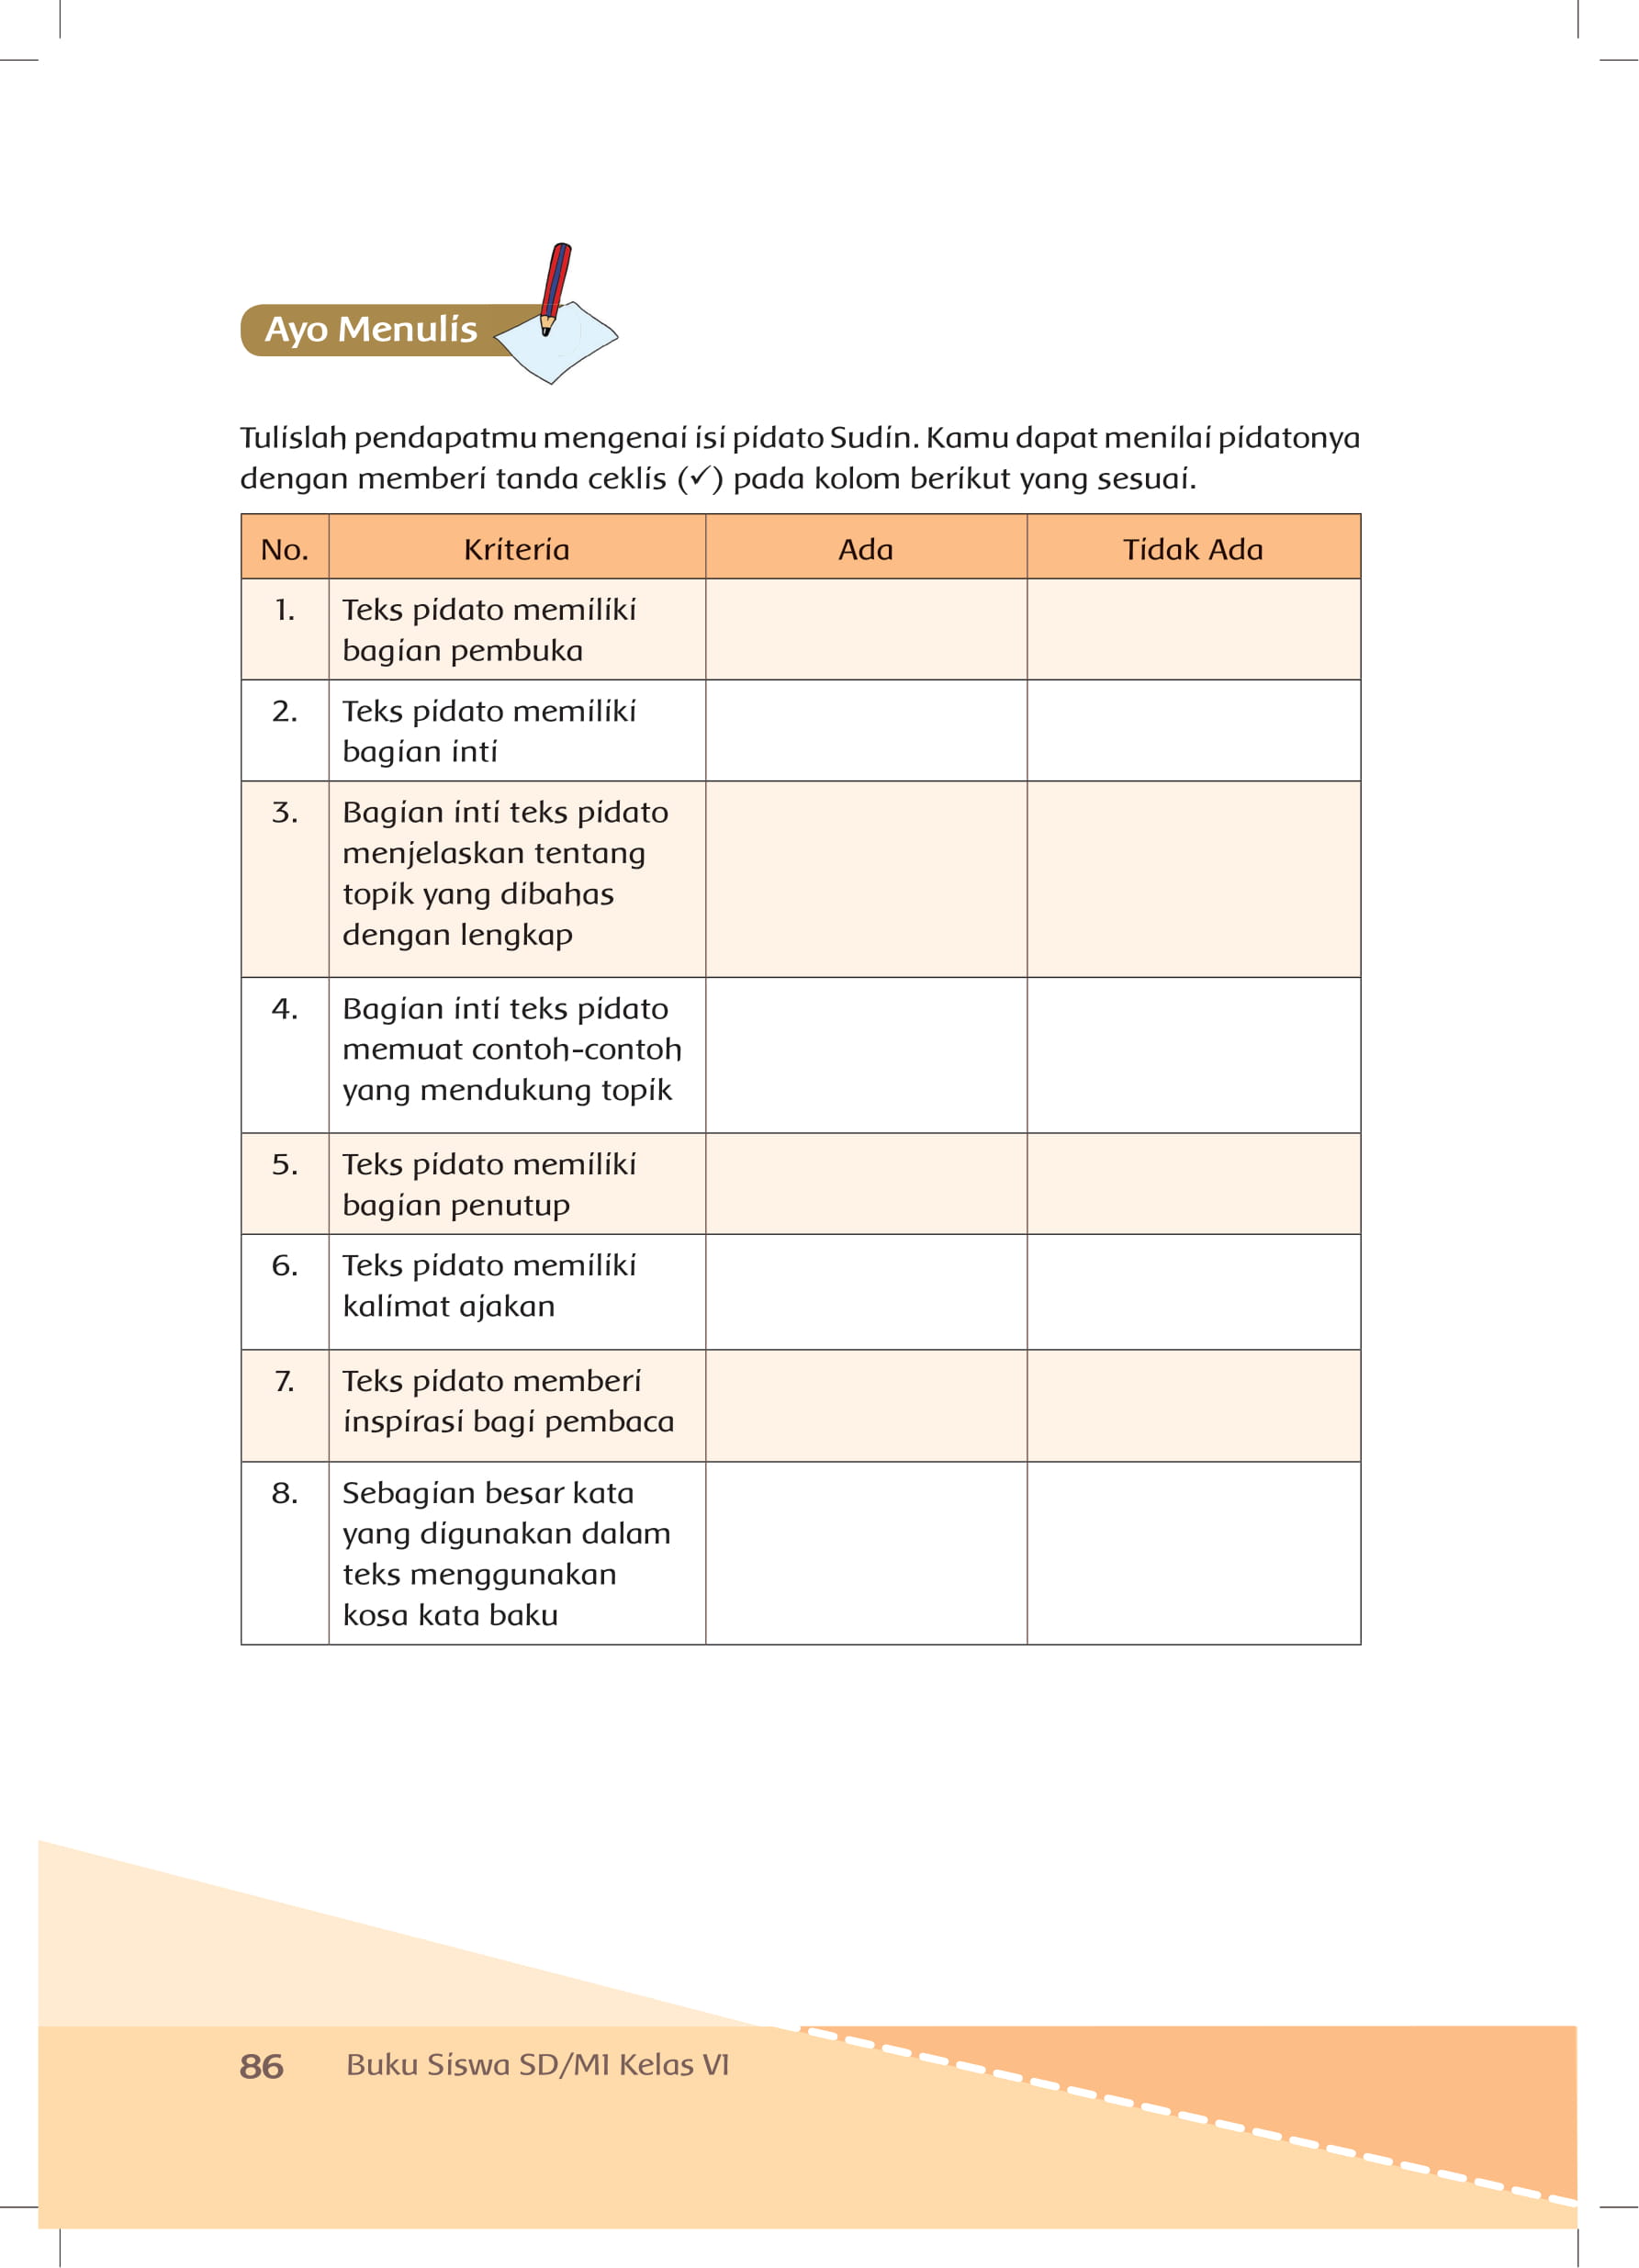 Ayo Menulis
Tulislah pendapatmu mengenai isi pidato Sudin. Kamu dapat menilai pidatonya
dengan memberi tanda ceklis (✓) pada kolom berikut yang sesuai.
No. Kriteria Ada Tidak Ada
1. Teks pidato memiliki
bagian pembuka
2. Teks pidato memiliki
bagian inti
3. Bagian inti teks pidato
menjelaskan tentang
topik yang dibahas
dengan lengkap
4. Bagian inti teks pidato
memuat contoh-contoh
yang mendukung topik
5. Teks pidato memiliki
bagian penutup
6. Teks pidato memiliki
kalimat ajakan
7. Teks pidato memberi
inspirasi bagi pembaca
8. Sebagian besar kata
yang digunakan dalam
teks menggunakan
kosa kata baku
86 Buku Siswa SD/MI Kelas VI